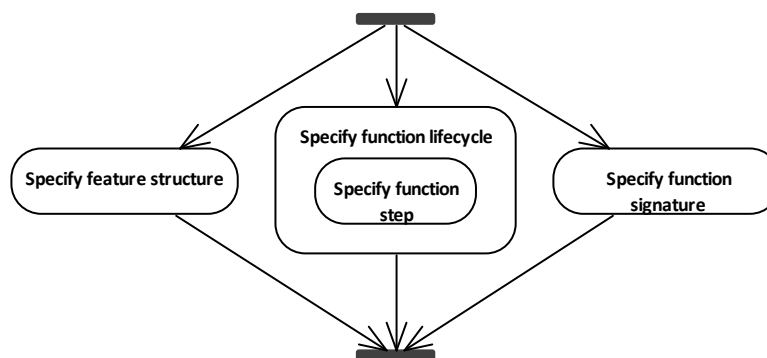 Specify function lifecycle
Specify feature structure
Specify function
step
Specify function
signature